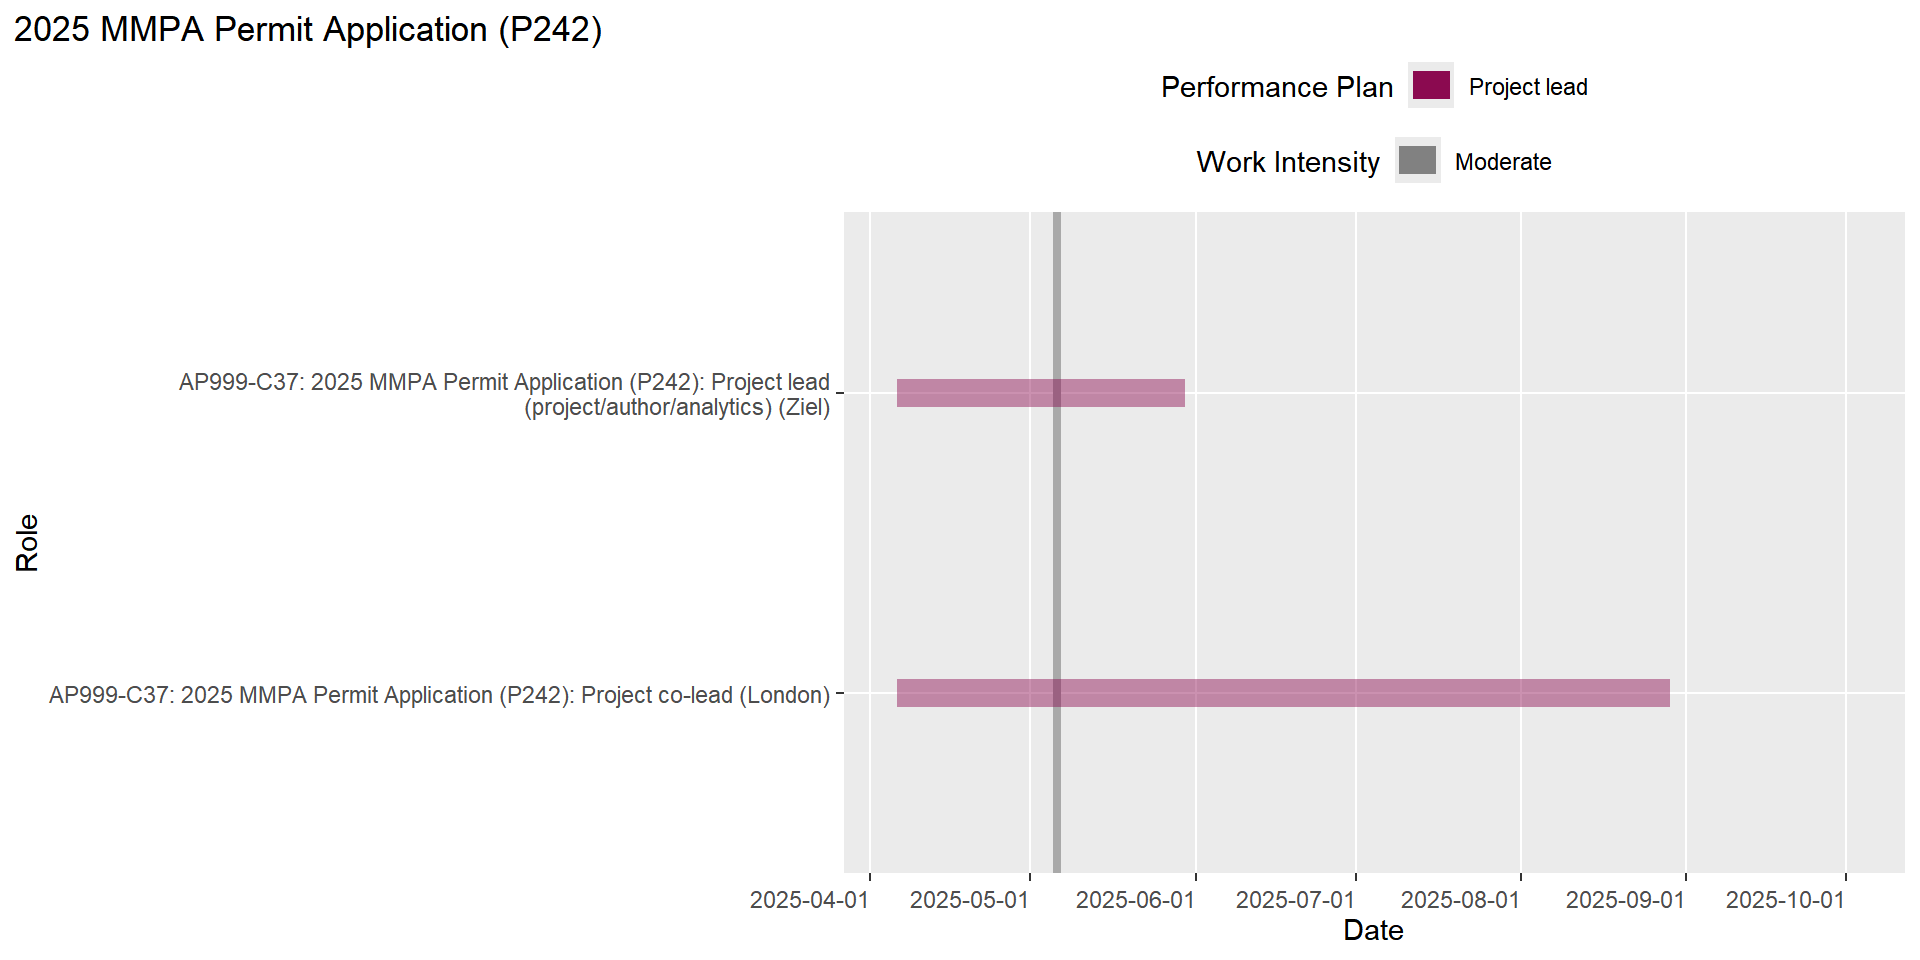 2025 MMPA Permit Application (P242)
Performance Plan
Project lead
Work Intensity
Moderate
AP999-C37: 2025 MMPA Permit Application (P242): Project lead
(project/author/analytics) (Ziel)
Role
AP999-C37: 2025 MMPA Permit Application (P242): Project co-lead (London)
2025-04-01
2025-05-01
2025-06-01
2025-07-01
2025-08-01
2025-09-01
2025-10-01
Date